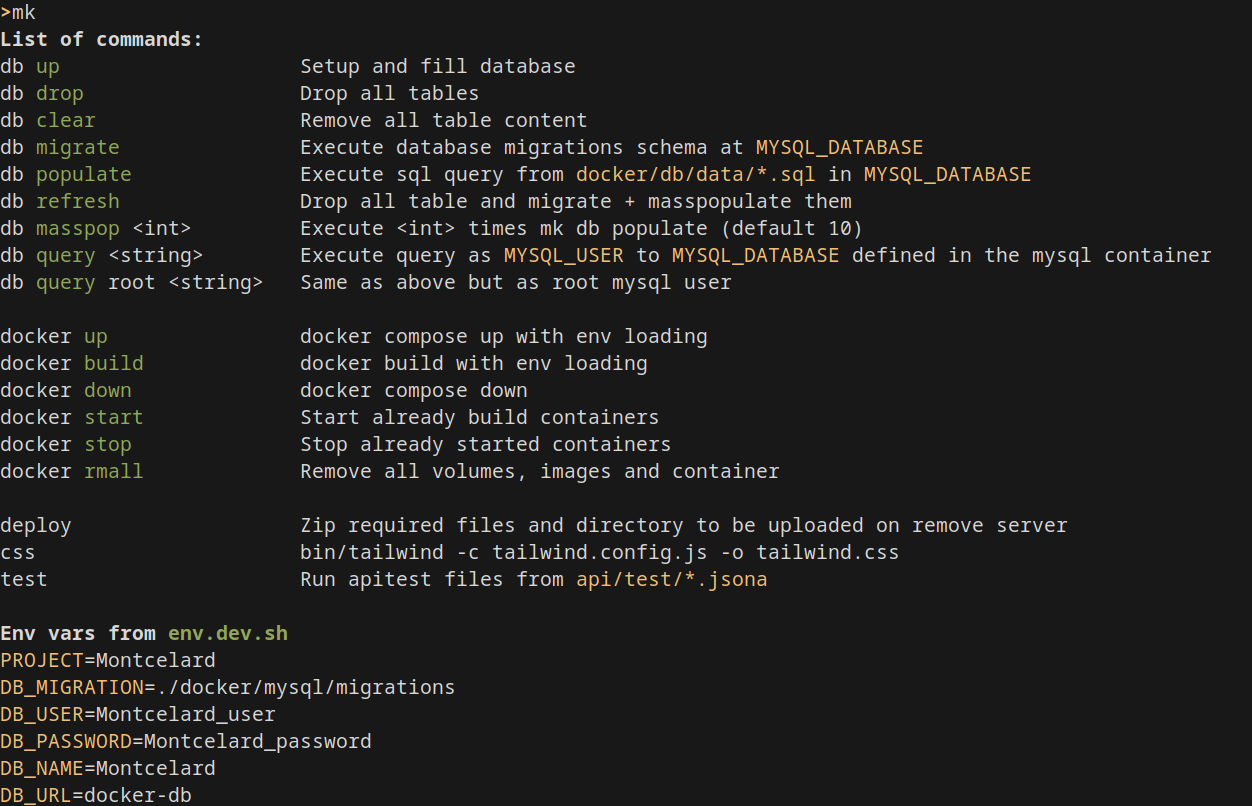 >mk
List of commands:
db up Setup and fill database
db drop Drop all tables
db clear Remove all table content
db migrate Execute database migrations schema at MYSQL_DATABASE
db populate Execute sql query from docker/db/data/*.sql in MYSQL_DATABASE
db refresh Drop all table and migrate + masspopulate them
db masspop <int> Execute <int> times mk db populate (default 10)
db query <string> Execute query as MYSQL_USER to MYSQL_DATABASE defined in the mysql container
db query root <string> Same as above but as root mysql user
docker up docker compose up with env loading
docker build docker build with env loading
docker down docker compose down
docker start Start already build containers
docker stop Stop already started containers
docker rmall Remove all volumes, images and container
deploy Zip required files and directory to be uploaded on remove server
css bin/tailwind -c tailwind.config.js -o tailwind.css
test Run apitest files from api/test/*.jsona
Env vars from env.dev.sh
PROJECT=Montcelard
DB_MIGRATION=./docker/mysql/migrations
DB_USER=Montcelard_user
DB_PASSWORD=Montcelard_password
DB_NAME=Montcelard
DB_URL=docker-db